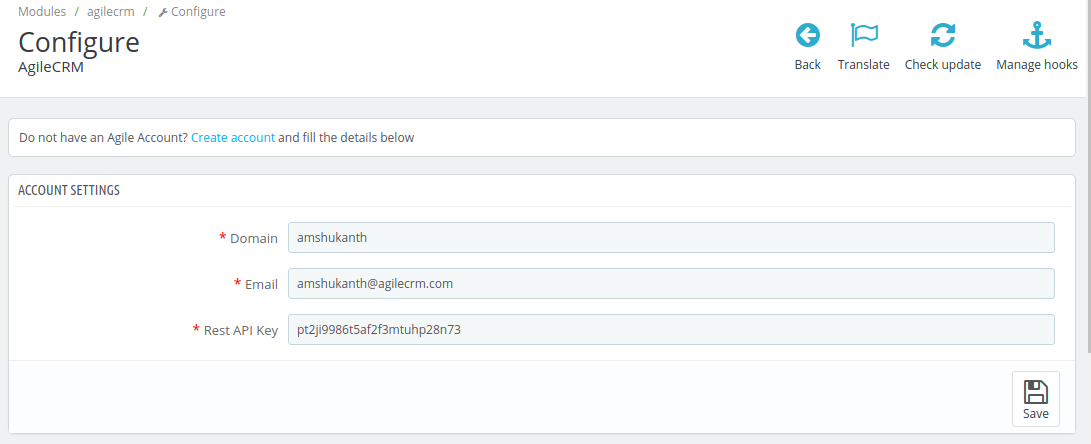 Modules / agilecrm / Configure
Configure
AgileCRM
Back Translate Check update Manage hooks
Do not have an Agile Account? Create account and fill the details below
ACCOUNT SETTINGS
* Domain amshukanth
* Email amshukanth@agilecrm.com
* Rest API Key pt2ji9986t5af2f3mtuhp28n73
Save